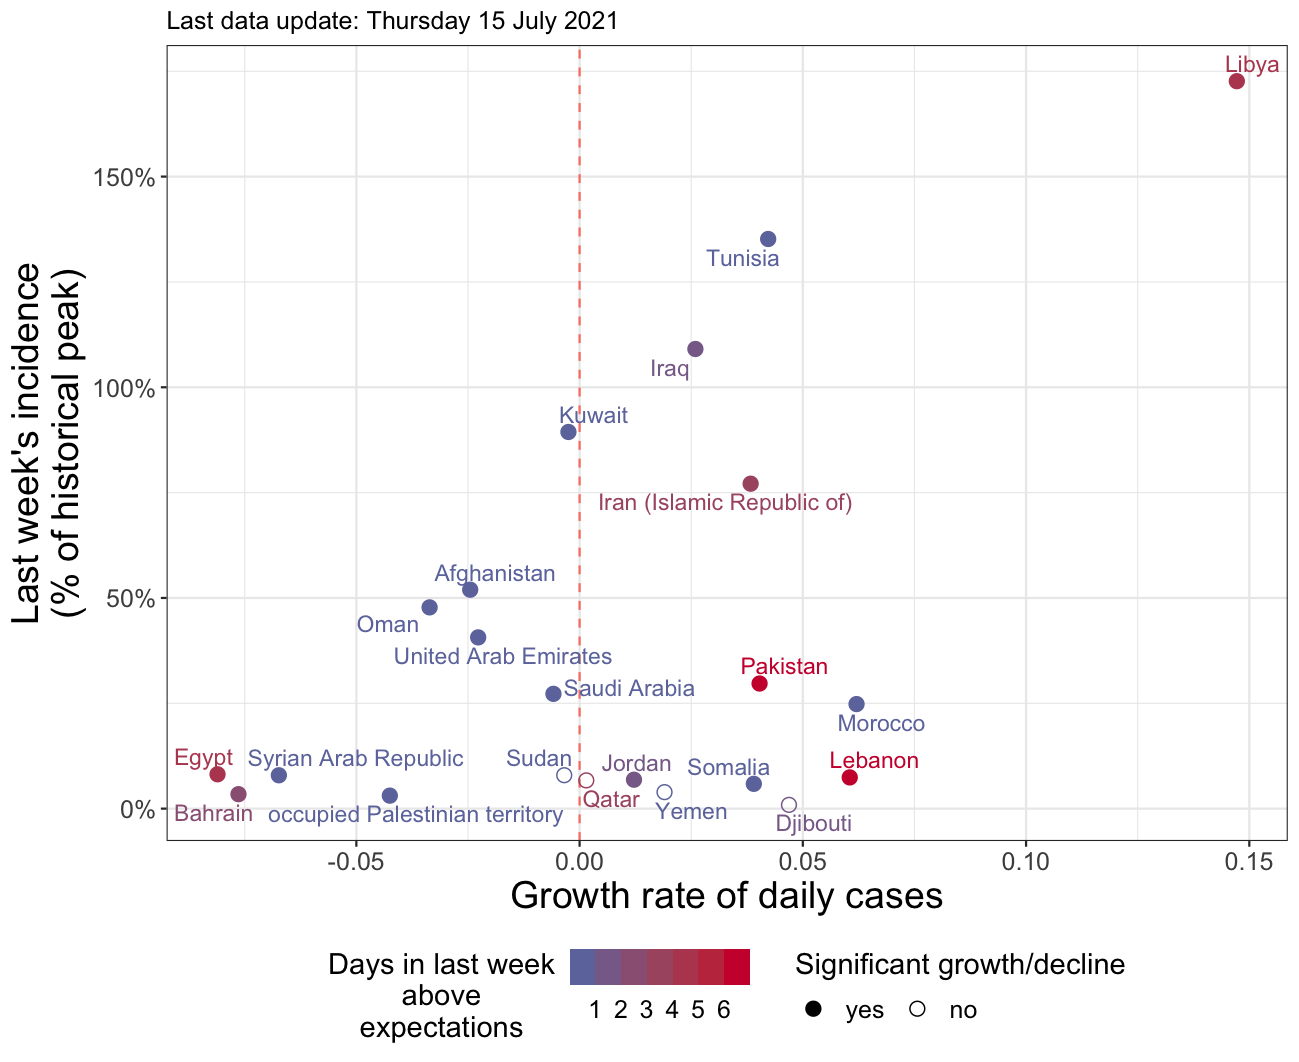 Last data update: Thursday 15 July 2021
Last week's incidence
(% of historical peak)
150%
100%
50%
0%
Libya
Tunisia
Iraq
Kuwait
Iran (Islamic Republic of)
Afghanistan
Oman
United Arab Emirates
Pakistan
Saudi Arabia
Morocco
Egypt
Syrian Arab Republic
Sudan
Jordan
Somalia
Lebanon
Bahrain
occupied Palestinian territory
Qatar
Yemen
Djibouti
-0.05 0.00 0.05 0.10 0.15
Growth rate of daily cases
Days in last week
above
expectations
1 2 3 4 5 6
Significant growth/decline
yes no